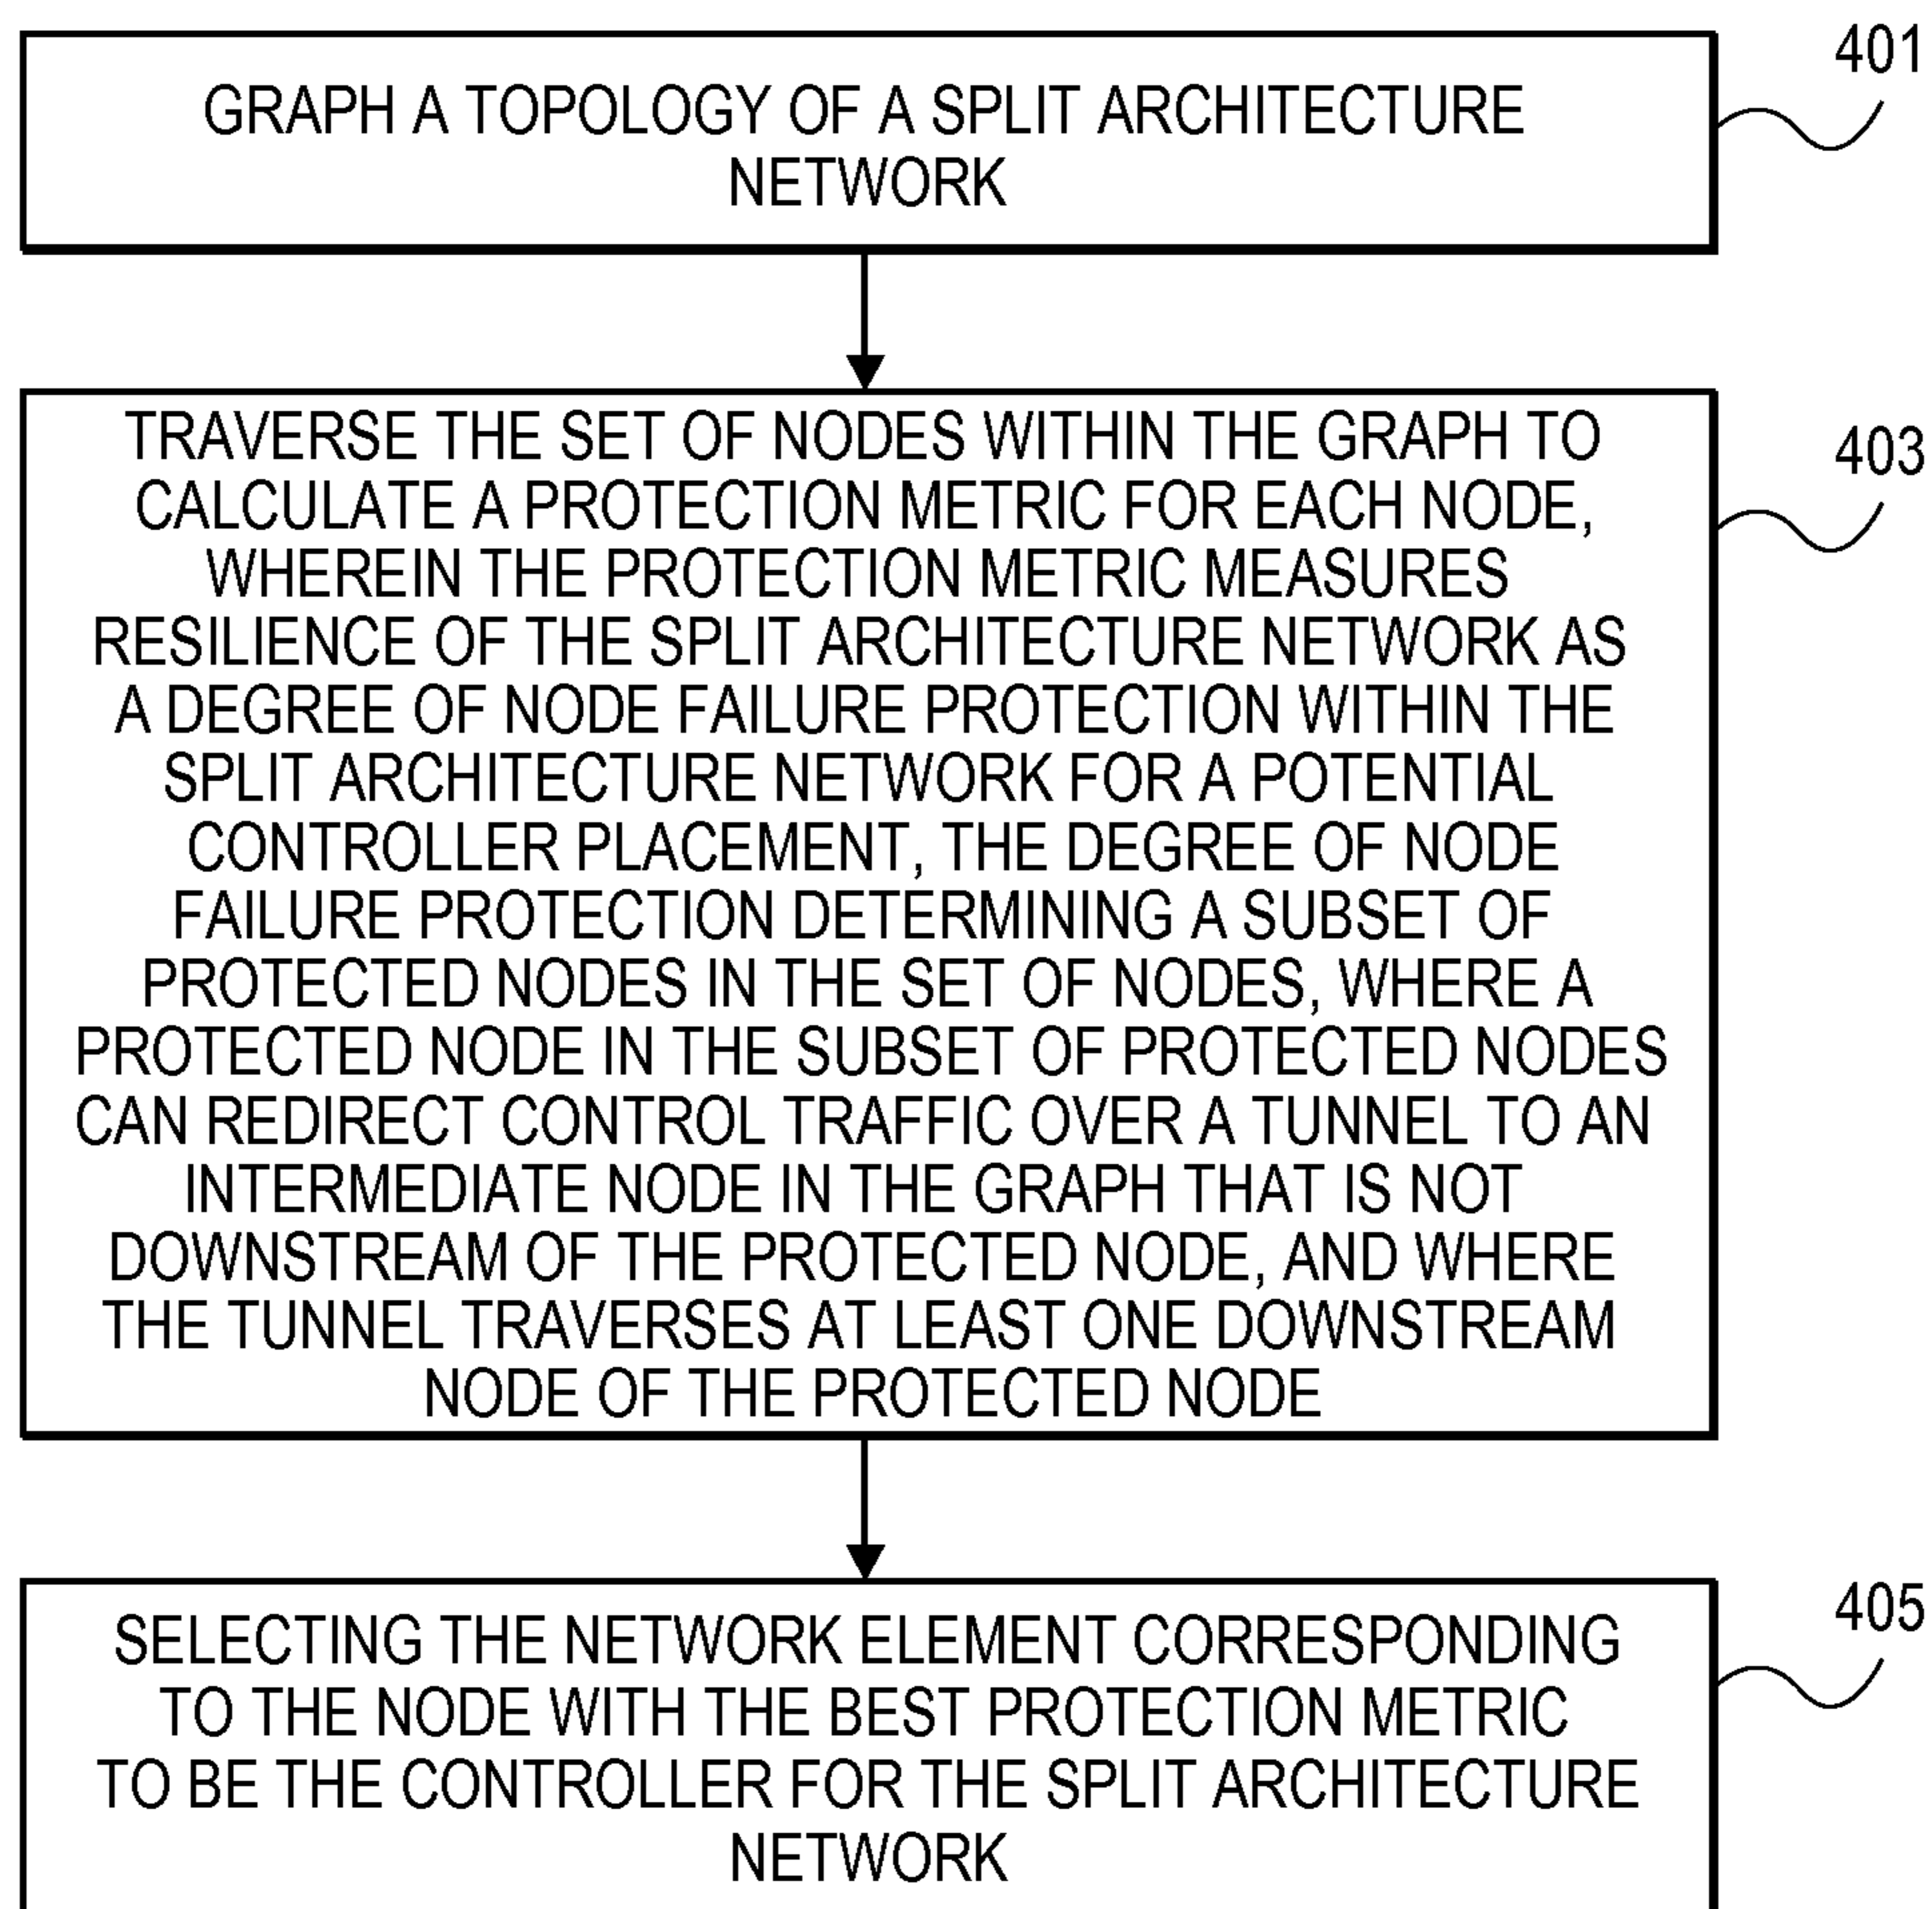 401
GRAPH A TOPOLOGY OF A SPLIT ARCHITECTURE
NETWORK
403
TRAVERSE THE SET OF NODES WITHIN THE GRAPH TO
CALCULATE A PROTECTION METRIC FOR EACH NODE,
WHEREIN THE PROTECTION METRIC MEASURES
RESILIENCE OF THE SPLIT ARCHITECTURE NETWORK AS
A DEGREE OF NODE FAILURE PROTECTION WITHIN THE
SPLIT ARCHITECTURE NETWORK FOR A POTENTIAL
CONTROLLER PLACEMENT, THE DEGREE OF NODE
FAILURE PROTECTION DETERMINING A SUBSET OF
PROTECTED NODES IN THE SET OF NODES, WHERE A
PROTECTED NODE IN THE SUBSET OF PROTECTED NODES
CAN REDIRECT CONTROL TRAFFIC OVER A TUNNEL TO AN
INTERMEDIATE NODE IN THE GRAPH THAT IS NOT
DOWNSTREAM OF THE PROTECTED NODE, AND WHERE
THE TUNNEL TRAVERSES AT LEAST ONE DOWNSTREAM
NODE OF THE PROTECTED NODE
405
SELECTING THE NETWORK ELEMENT CORRESPONDING
TO THE NODE WITH THE BEST PROTECTION METRIC
TO BE THE CONTROLLER FOR THE SPLIT ARCHITECTURE
NETWORK